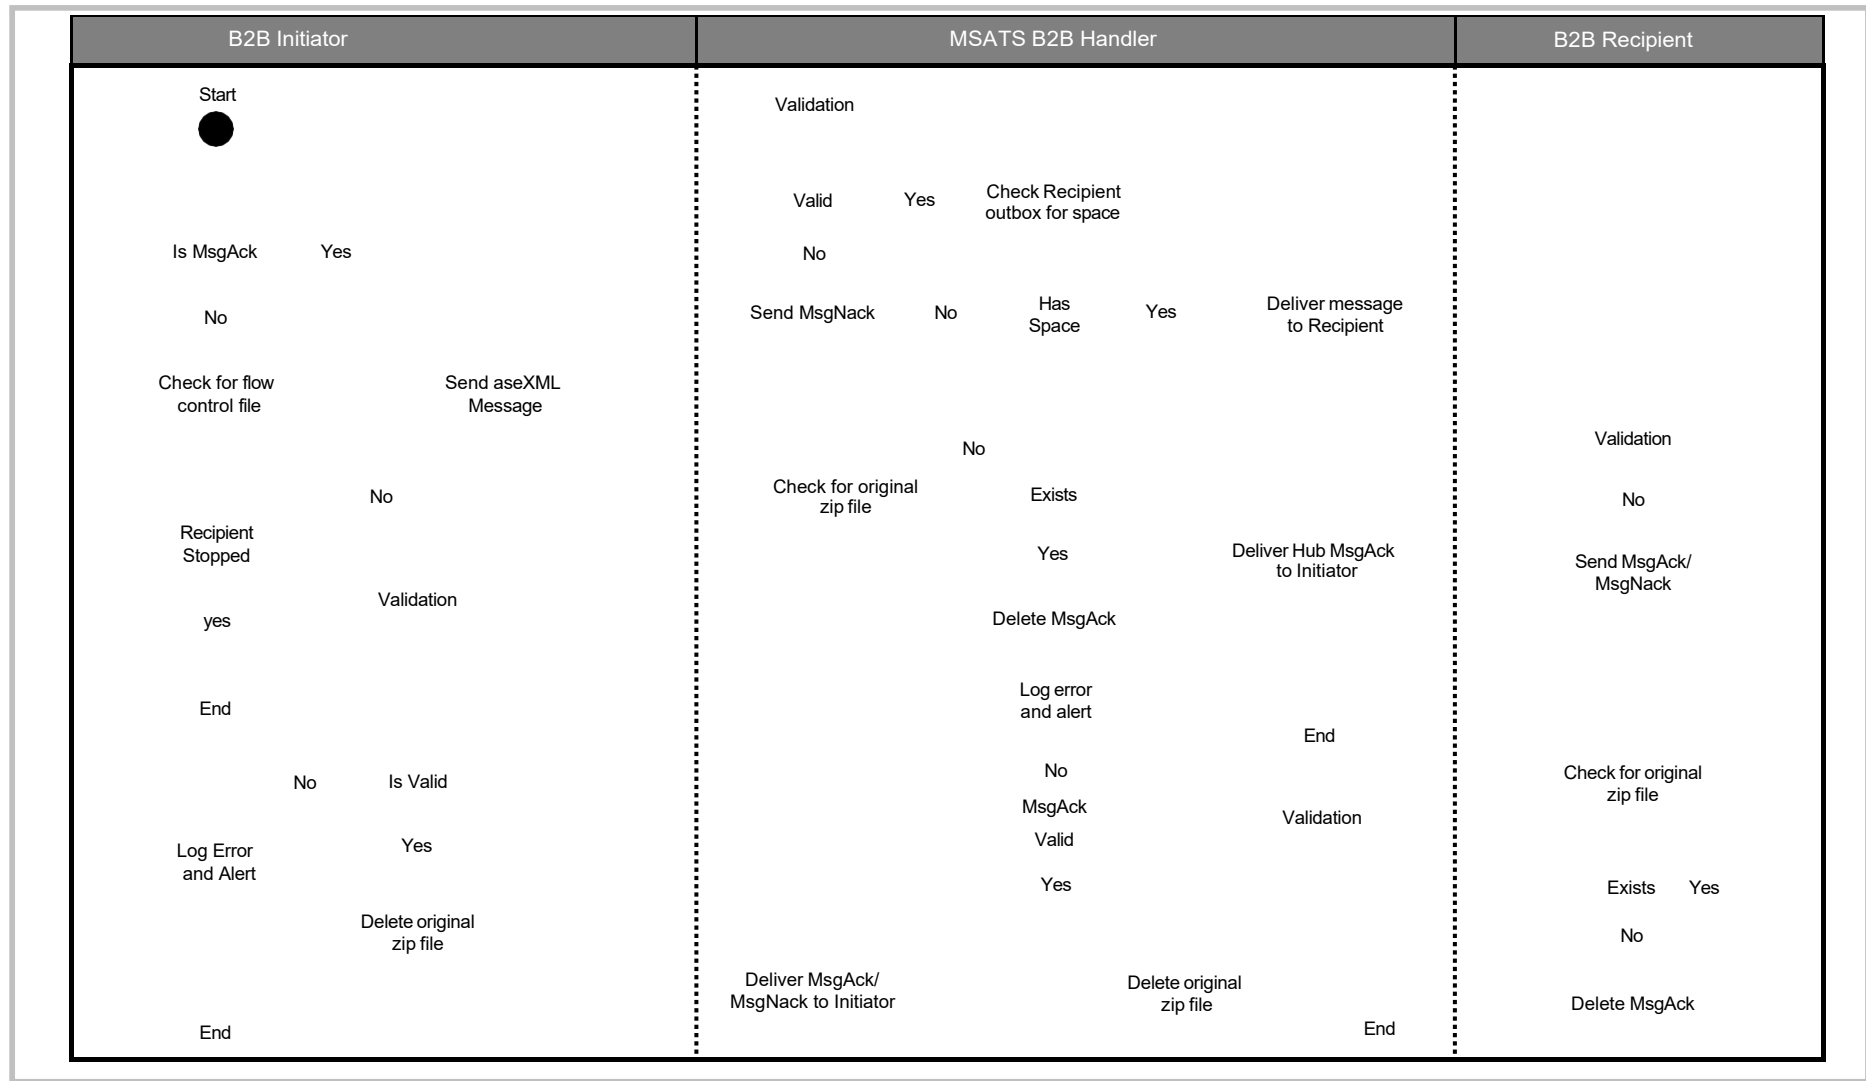 B2B Initiator
MSATS B2B Handler
B2B Recipient
Start
Is MsgAck
Yes
No
Check for flow
control file
Send aseXML
Message
No
Recipient
Stopped
Validation
yes
End
No
Is Valid
Yes
Log Error
and Alert
Delete original
zip file
End
Validation
Valid
Yes
Check Recipient
outbox for space
No
Send MsgNack
No
Has
Space
Yes
Deliver message
to Recipient
No
Check for original
zip file
Exists
Yes
Deliver Hub MsgAck
to Initiator
Delete MsgAck
Log error
and alert
End
No
MsgAck
Valid
Validation
Yes
Deliver MsgAck/
MsgNack to Initiator
Delete original
zip file
End
Validation
No
Send MsgAck/
MsgNack
Check for original
zip file
Exists
Yes
No
Delete MsgAck